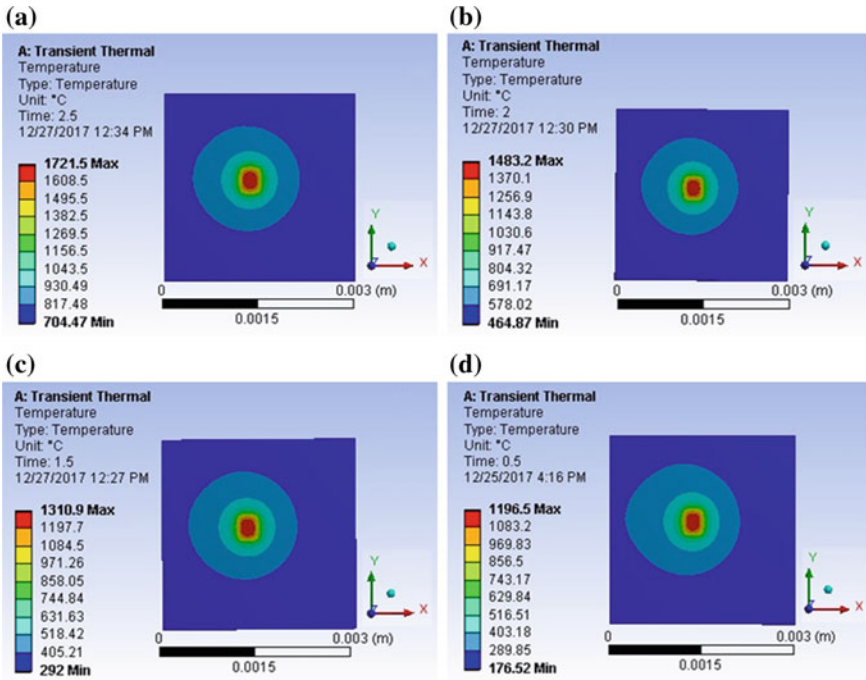 (a)
A: Transient Thermal
Temperature
Type: Temperature
Unit: °C
Time: 2.5
12/27/2017 12:34 PM
1721.5 Max
1608.5
1495.5
1382.5
1269.5
1156.5
1043.5
930.49
817.48
704.47 Min
Y
X
0
0.003 (m)
0.0015
(b)
A: Transient Thermal
Temperature
Type: Temperature
Unit: °C
Time: 2
12/27/2017 12:30 PM
1483.2 Max
1370.1
1256.9
1143.8
1030.6
917.47
804.32
691.17
578.02
464.87 Min
Y
X
0
0.003 (m)
0.0015
(c)
A: Transient Thermal
Temperature
Type: Temperature
Unit: °C
Time: 1.5
12/27/2017 12:27 PM
1310.9 Max
1197.7
1084.5
971.26
858.05
744.84
631.63
518.42
405.21
292 Min
Y
X
0
0.003 (m)
0.0015
(d)
A: Transient Thermal
Temperature
Type: Temperature
Unit: °C
Time: 0.5
12/25/2017 4:16 PM
1196.5 Max
1083.2
969.83
856.5
743.17
629.84
516.51
403.18
289.85
176.52 Min
Y
X
0
0.003 (m)
0.0015